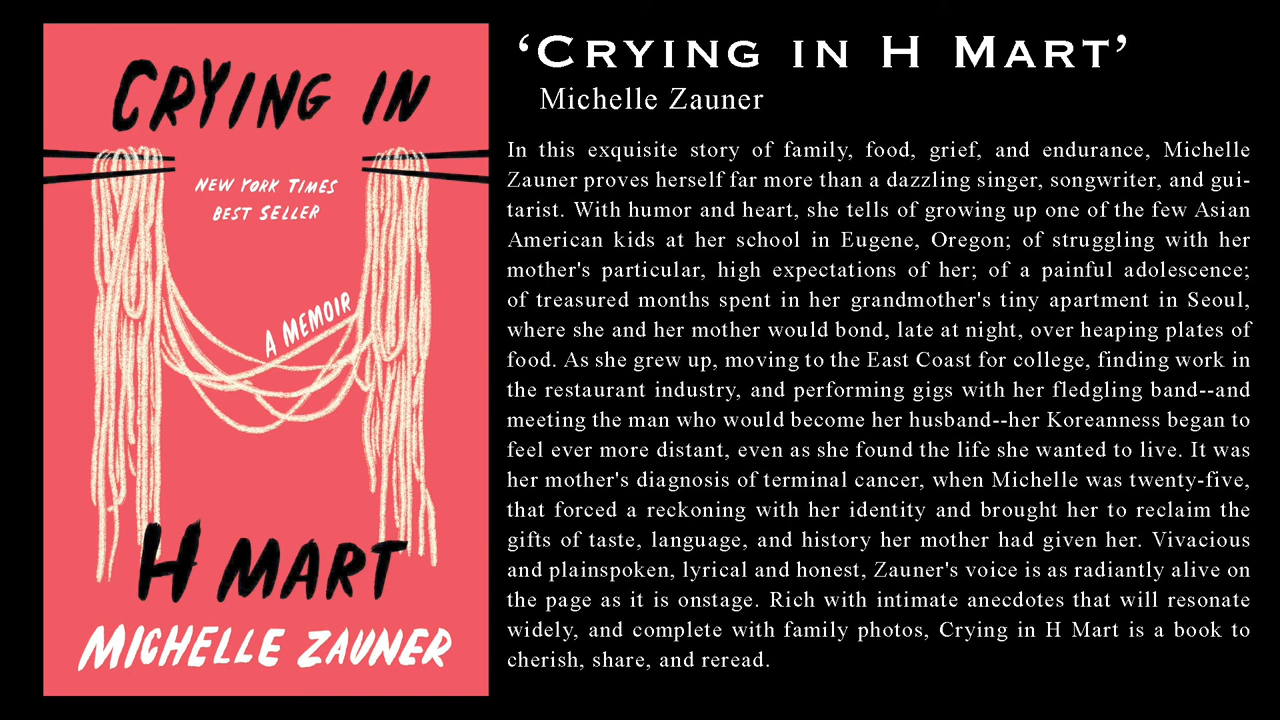 CRYING IN
NEW YORK TIMES
BEST SELLER
A MEMOIR
H MART
MICHELLE ZAUNER
‘CRYING IN H MART’
Michelle Zauner
In this exquisite story of family, food, grief, and endurance, Michelle
Zauner proves herself far more than a dazzling singer, songwriter, and gui-
tarist. With humor and heart, she tells of growing up one of the few Asian
American kids at her school in Eugene, Oregon; of struggling with her
mother's particular, high expectations of her; of a painful adolescence;
of treasured months spent in her grandmother's tiny apartment in Seoul,
where she and her mother would bond, late at night, over heaping plates of
food. As she grew up, moving to the East Coast for college, finding work in
the restaurant industry, and performing gigs with her fledgling band--and
meeting the man who would become her husband--her Koreanness began to
feel ever more distant, even as she found the life she wanted to live. It was
her mother's diagnosis of terminal cancer, when Michelle was twenty-five,
that forced a reckoning with her identity and brought her to reclaim the
gifts of taste, language, and history her mother had given her. Vivacious
and plainspoken, lyrical and honest, Zauner's voice is as radiantly alive on
the page as it is onstage. Rich with intimate anecdotes that will resonate
widely, and complete with family photos, Crying in H Mart is a book to
cherish, share, and reread.